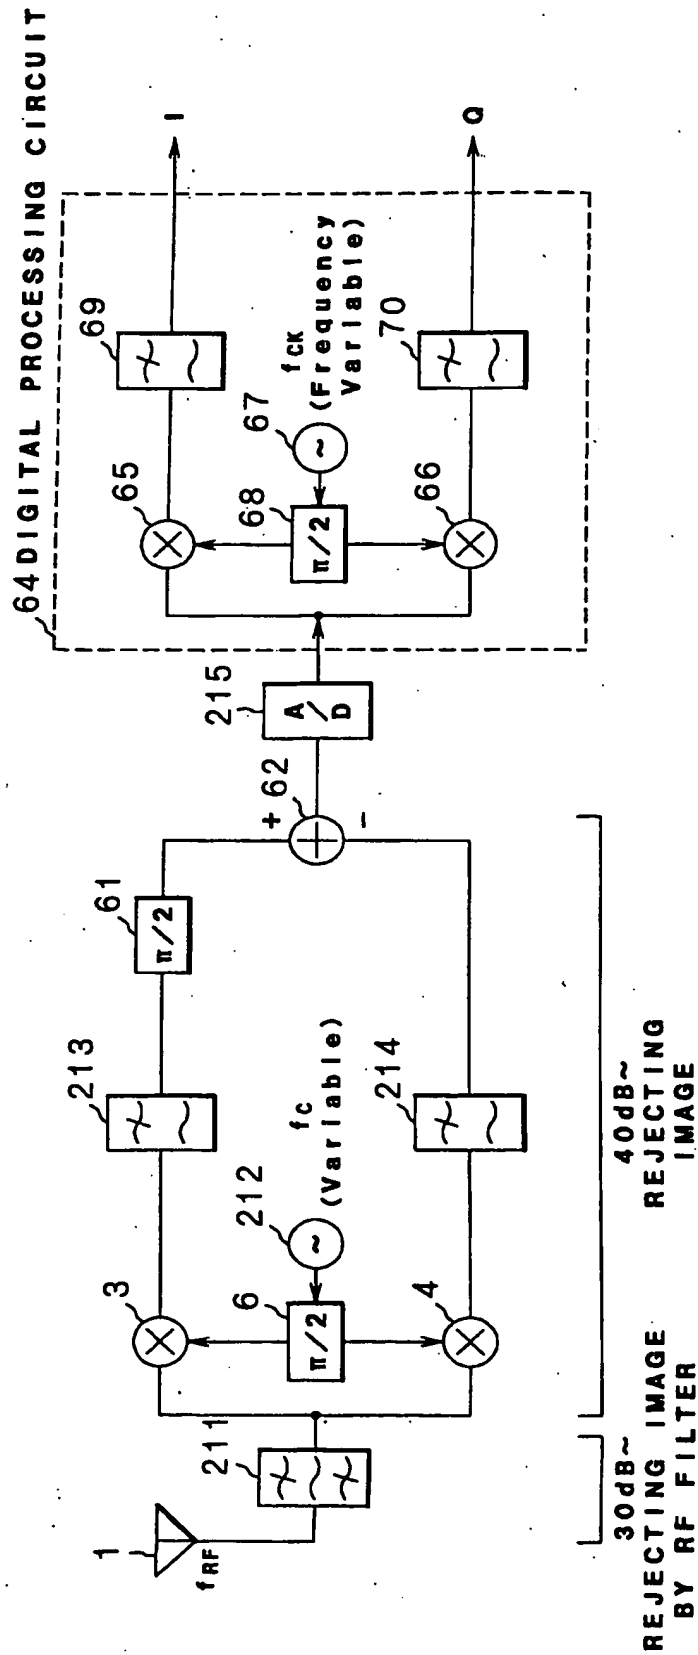 64 DIGITAL PROCESSING CIRCUIT
1
fRF
211
3
6
π/2
4
212
~
fC
(Variable)
213
214
61
π/2
+
62
-
215
A/D
65
68
π/2
66
67
~
fCK
(Frequency
Variable)
69
70
I
Q
30dB~
REJECTING IMAGE
BY RF FILTER
40dB~
REJECTING
IMAGE